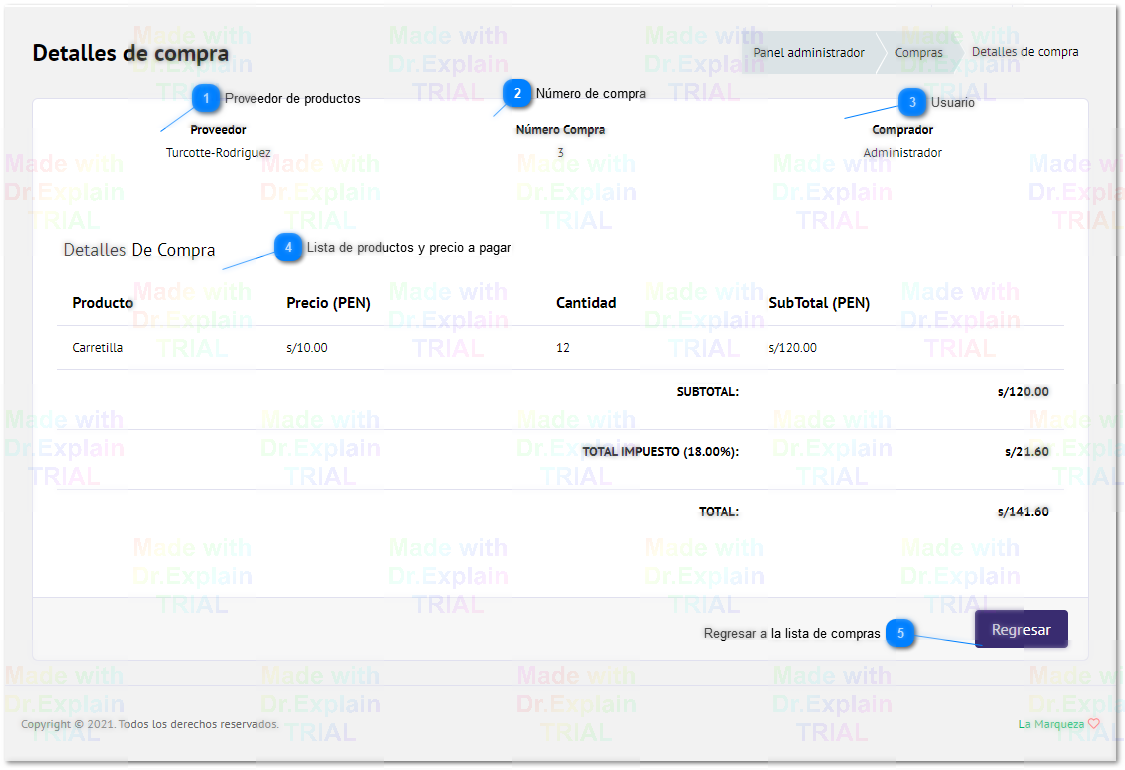 Detalles de compra
Panel administrador
Compras
Detalles de compra
1 Proveedor de productos
2 Número de compra
3 Usuario
Proveedor
Número Compra
Comprador
Turcotte-Rodriguez
3
Administrador
Detalles De Compra
4 Lista de productos y precio a pagar
Producto Precio (PEN) Cantidad SubTotal (PEN)
Carretilla s/10.00 12 s/120.00
SUBTOTAL: s/120.00
TOTAL IMPUESTO (18.00%): s/21.60
TOTAL: s/141.60
Regresar a la lista de compras 5
Regresar
Copyright © 2021. Todos los derechos reservados.
La Marqueza
Made with
Dr.Explain
TRIAL